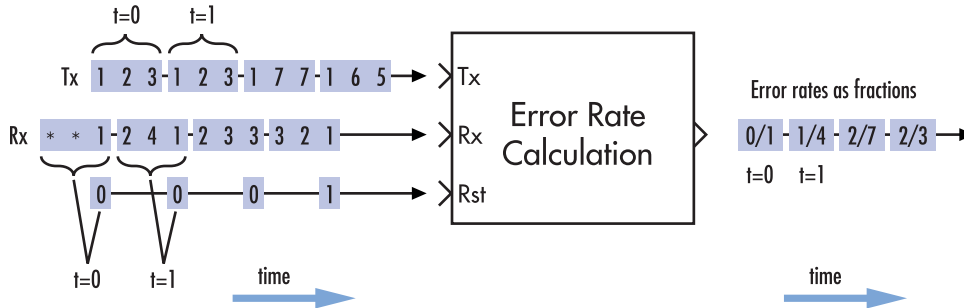 t=0 t=1
Tx 1 2 3 1 2 3 1 7 7 1 6 5
Rx * * 1 2 4 1 2 3 3 3 2 1
0 0 0 1
t=0 t=1
time
Tx
Rx
Rst
Error Rate
Calculation
Error rates as fractions
0/1 1/4 2/7 2/3
t=0 t=1
time